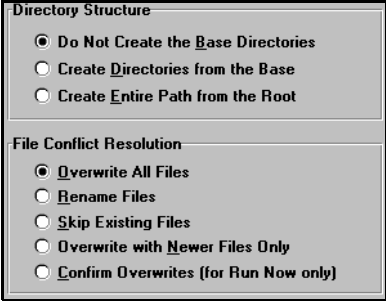 Directory Structure
Do Not Create the Base Directories
Create Directories from the Base
Create Entire Path from the Root
File Conflict Resolution
Overwrite All Files
Rename Files
Skip Existing Files
Overwrite with Newer Files Only
Confirm Overwrites (for Run Now only)